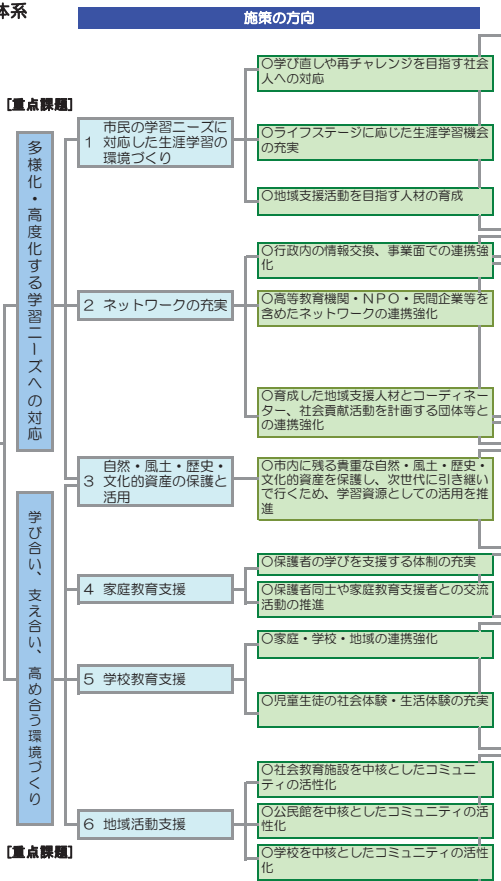 体系
施策の方向
[重点課題]
多様化・高度化する学習ニーズへの対応
1 市民の学習ニーズに
対応した生涯学習の
環境づくり
○学び直しや再チャレンジを目指す社会
人への対応
○ライフステージに応じた生涯学習機会
の充実
○地域支援活動を目指す人材の育成
2 ネットワークの充実
○行政内の情報交換、事業面での連携強
化
○高等教育機関・NPO・民間企業等を
含めたネットワークの連携強化
○育成した地域支援人材とコーディネー
ター、社会貢献活動を計画する団体等と
の連携強化
3 自然・風土・歴史・
文化的資産の保護と
活用
○市内に残る貴重な自然・風土・歴史・
文化的資産を保護し、次世代に引き継い
で行くため、学習資源としての活用を推
進
学び合い、支え合い、高め合う環境づくり
4 家庭教育支援
○保護者の学びを支援する体制の充実
○保護者同士や家庭教育支援者との交流
活動の推進
5 学校教育支援
○家庭・学校・地域の連携強化
○児童生徒の社会体験・生活体験の充実
6 地域活動支援
○社会教育施設を中核としたコミュニ
ティの活性化
○公民館を中核としたコミュニティの活
性化
○学校を中核としたコミュニティの活性
化
[重点課題]